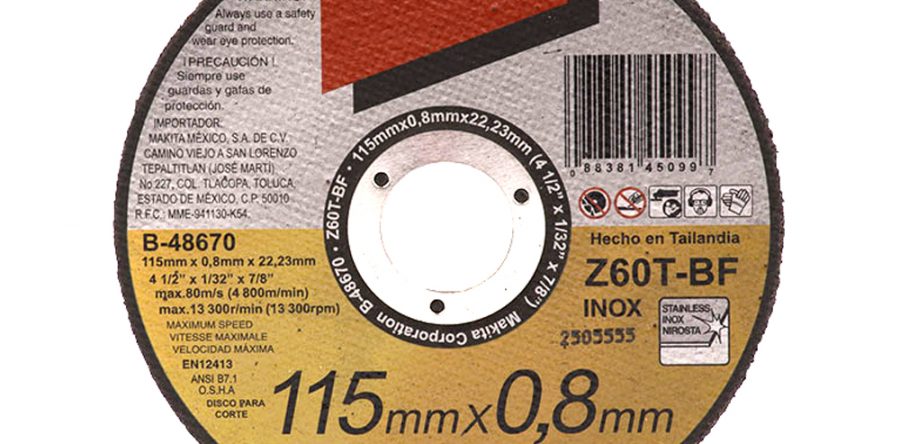 Always use a safety
guard and
wear eye protection.
¡PRECAUCIÓN !
Siempre use
guardas y gafas de
protección.
IMPORTADOR:
MAKITA MÉXICO, S.A. DE C.V.
CAMINO VIEJO A SAN LORENZO
TEPALTITLAN (JOSÉ MARTÍ)
No.227, COL. TLACOPA, TOLUCA,
ESTADO DE MÉXICO, C.P. 50010
R.F.C.: MME-941130-K54.
B-48670
115mm x 0,8mm x 22,23mm
4 1/2" x 1/32" x 7/8"
max.80m/s (4 800m/min)
max.13 300r/min (13 300rpm)
MAXIMUM SPEED
VITESSE MAXIMALE
VELOCIDAD MÁXIMA
EN12413
ANSI B7.1
O.S.H.A
DISCO PARA
CORTE
Makita Corporation B-48670 • Z60T-BF • 115mmx0,8mmx22,23mm (4 1/2" x 1/32" x 7/8")
0 88381 45099 7
Hecho en Tailandia
Z60T-BF
INOX
2505555
STAINLESS
INOX
NIROSTA
115mmx0,8mm